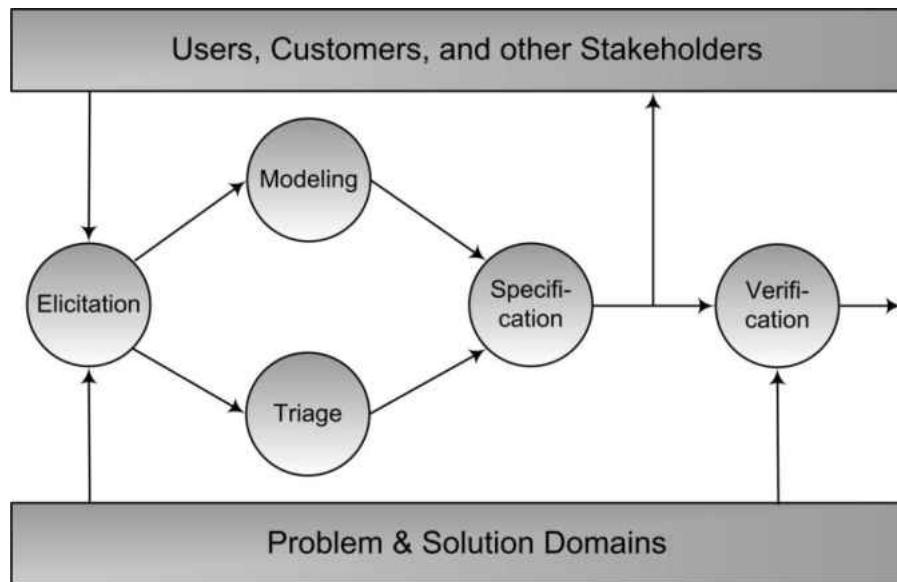 Users, Customers, and other Stakeholders
Modeling
Elicitation
Specifi-
cation
Verifi-
cation
Triage
Problem & Solution Domains